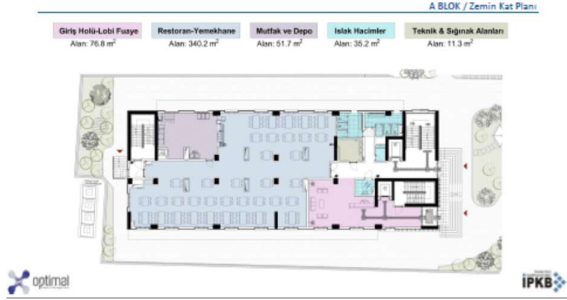 A BLOK / Zemin Kat Planı
Giriş Holü-Lobi Fuaye
Alan: 76.8 m²
Restoran-Yemekhane
Alan: 340.2 m²
Mutfak ve Depo
Alan: 51.7 m²
Islak Hacimler
Alan: 35.2 m²
Teknik & Sığınak Alanları
Alan: 11.3 m²
optimal
IPKB